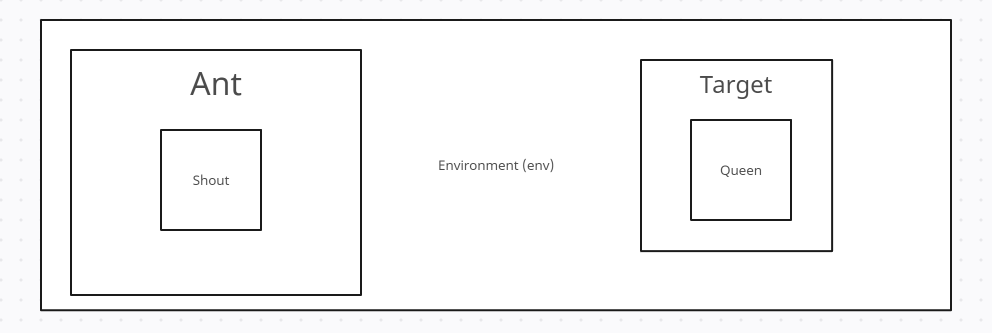 Ant
Target
Shout
Environment (env)
Queen